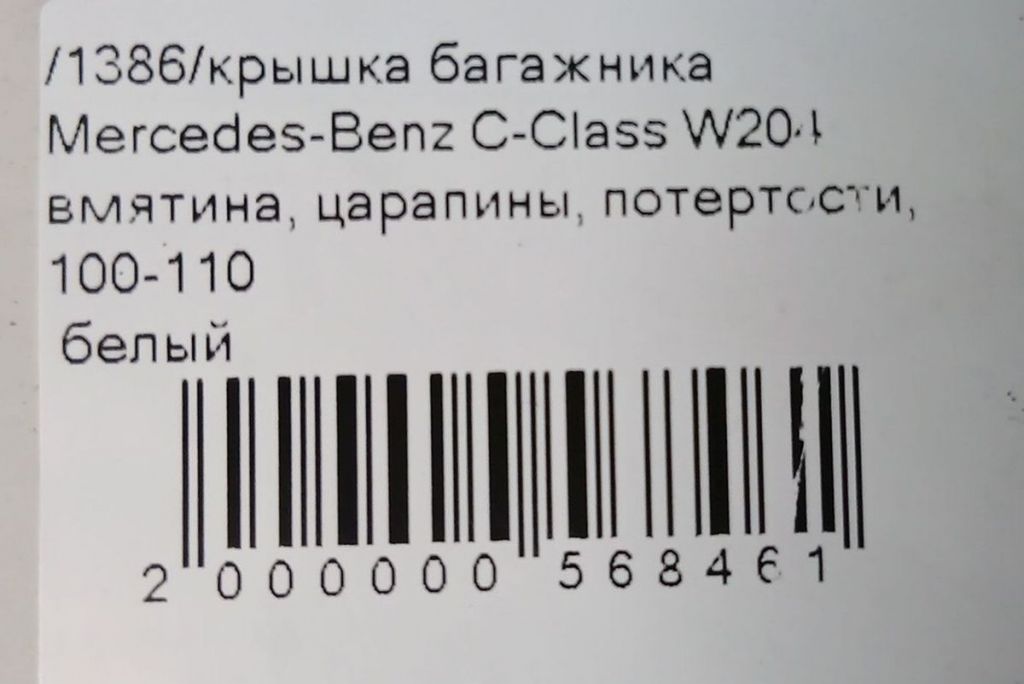 /1386/крышка багажника
Mercedes-Benz C-Class W204
вмятина, царапины, потертости,
100-110
белый
2 000000 568461